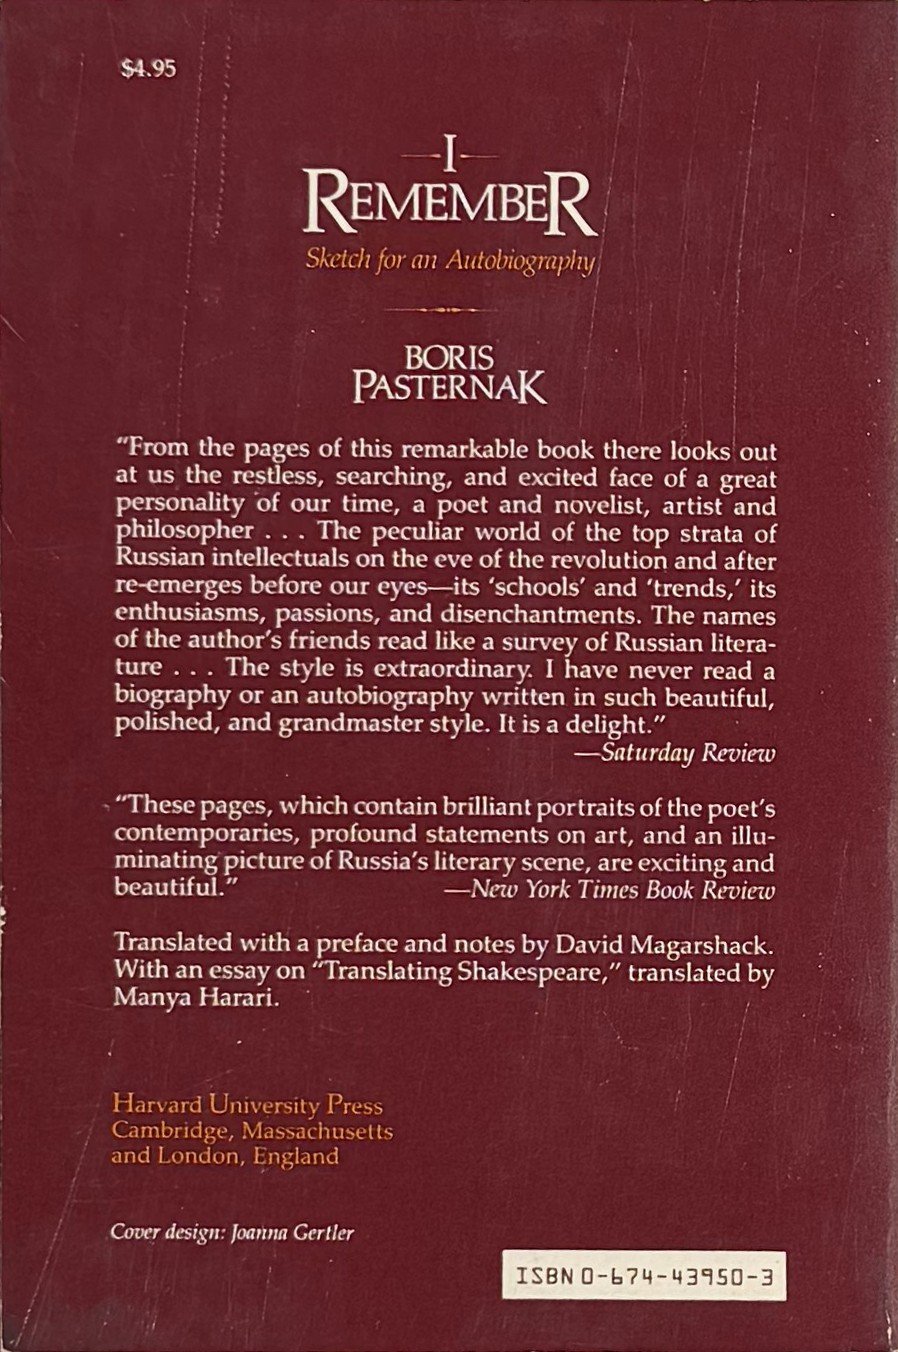 $4.95
I
REMEMBER
Sketch for an Autobiography
BORIS
PASTERNAK
“From the pages of this remarkable book there looks out
at us the restless, searching, and excited face of a great
personality of our time, a poet and novelist, artist and
philosopher . . . The peculiar world of the top strata of
Russian intellectuals on the eve of the revolution and after
re-emerges before our eyes—its ‘schools’ and ‘trends,’ its
enthusiasms, passions, and disenchantments. The names
of the author’s friends read like a survey of Russian litera-
ture . . . The style is extraordinary. I have never read a
biography or an autobiography written in such beautiful,
polished, and grandmaster style. It is a delight.”
—Saturday Review
“These pages, which contain brilliant portraits of the poet’s
contemporaries, profound statements on art, and an illu-
minating picture of Russia’s literary scene, are exciting and
beautiful.” —New York Times Book Review
Translated with a preface and notes by David Magarshack.
With an essay on “Translating Shakespeare,” translated by
Manya Harari.
Harvard University Press
Cambridge, Massachusetts
and London, England
Cover design: Joanna Gertler
ISBN 0-674-43950-3